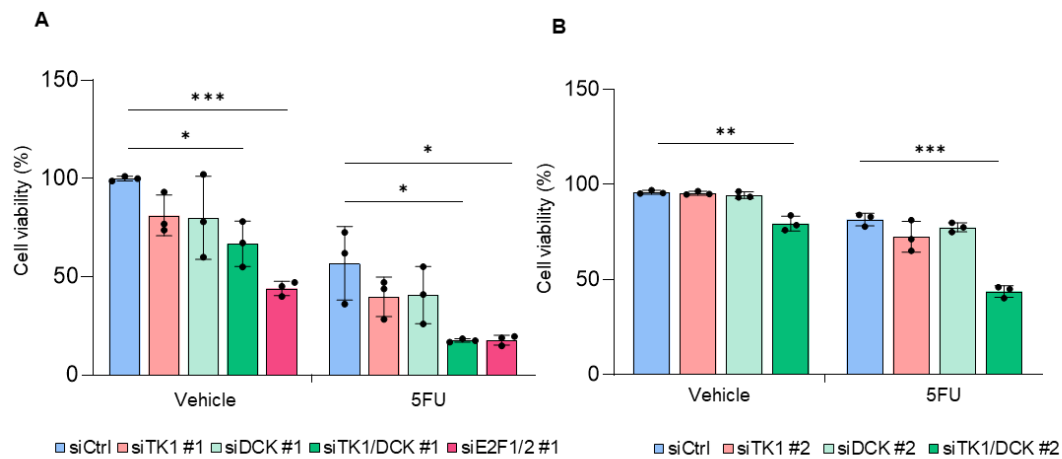 A
Cell viability (%)
150
100
50
0
***
*
*
*
Vehicle
5FU
siCtrl siTK1 #1 siDCK #1 siTK1/DCK #1 siE2F1/2 #1
B
Cell viability (%)
150
100
50
0
**
***
Vehicle
5FU
siCtrl siTK1 #2 siDCK #2 siTK1/DCK #2